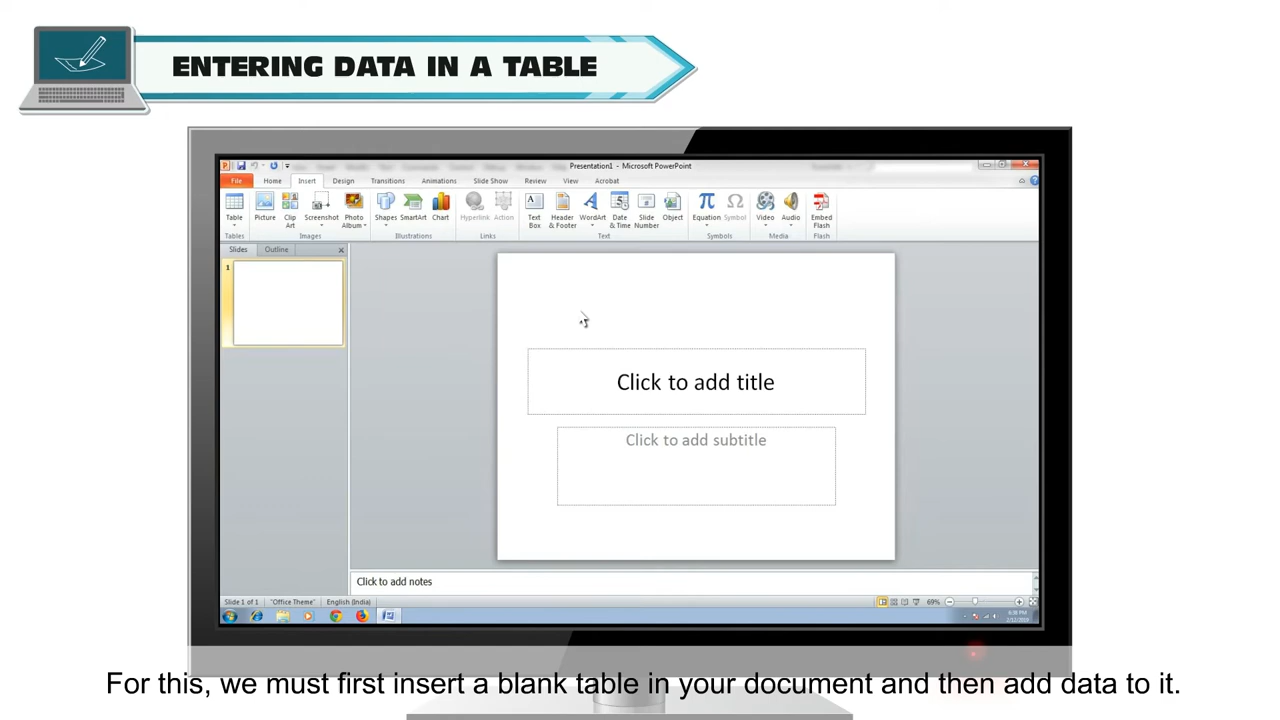 ENTERING DATA IN A TABLE
Presentation1 - Microsoft PowerPoint
File Home Insert Design Transitions Animations Slide Show Review View Acrobat
Table Picture Clip Art Screenshot Photo Album Shapes SmartArt Chart Hyperlink Action Text Box Header & Footer WordArt Date & Time Slide Number Object Equation Symbol Video Audio Embed Flash
Tables Images Illustrations Links Text Symbols Media Flash
Slides Outline
1
Click to add title
Click to add subtitle
Click to add notes
Slide 1 of 1 "Office Theme" English (India) 69%
For this, we must first insert a blank table in your document and then add data to it.